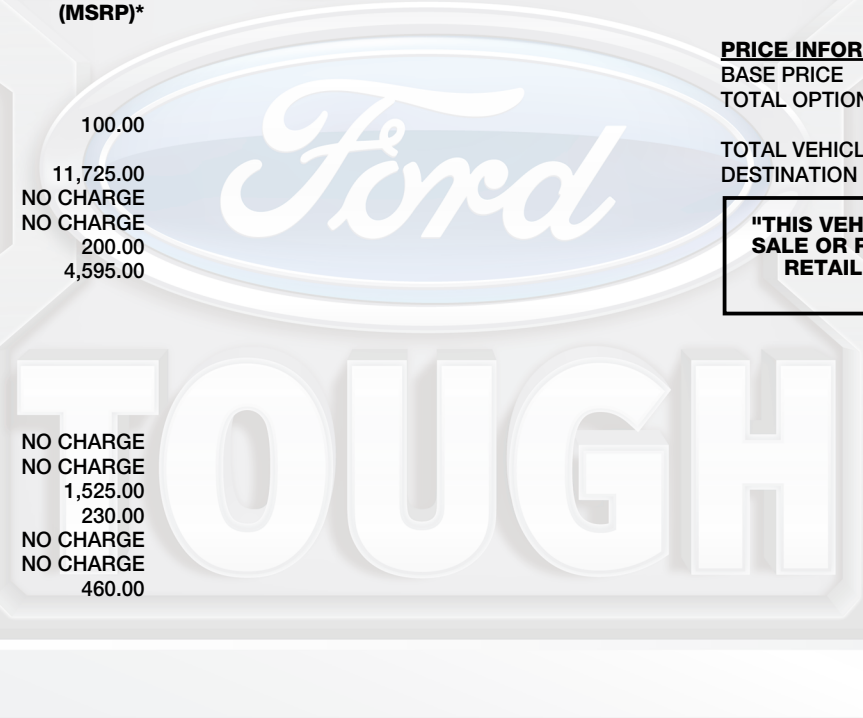 (MSRP)*
100.00
11,725.00
NO CHARGE
NO CHARGE
200.00
4,595.00
NO CHARGE
NO CHARGE
1,525.00
230.00
NO CHARGE
NO CHARGE
460.00
Ford
TOUGH
PRICE INFOR
BASE PRICE
TOTAL OPTION
TOTAL VEHICL
DESTINATION
"THIS VEH
SALE OR F
RETAIL